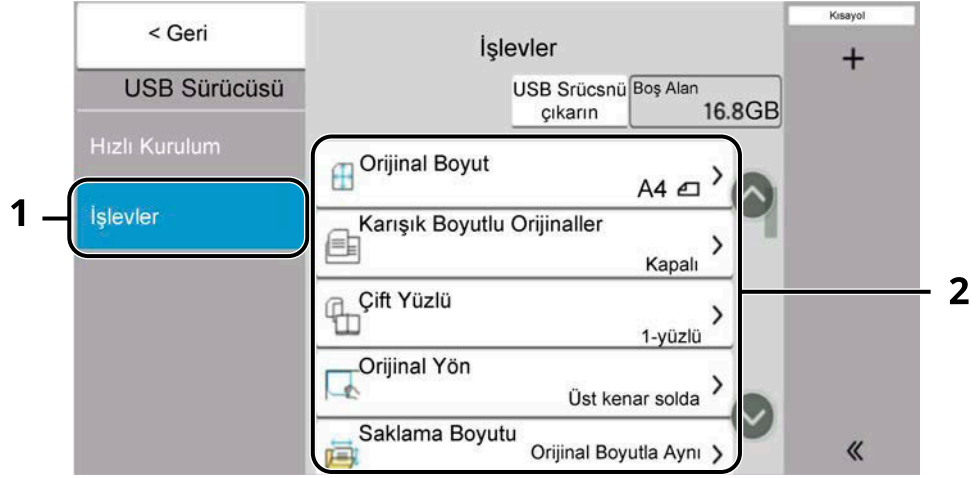 < Geri
USB Sürücüsü
Hızlı Kurulum
1
İşlevler
İşlevler
USB Srücsnü
çıkarın
Boş Alan
16.8GB
Orijinal Boyut
A4
Karışık Boyutlu Orijinaller
Kapalı
Çift Yüzlü
1-yüzlü
Orijinal Yön
Üst kenar solda
Saklama Boyutu
Orijinal Boyutla Aynı
2
Kısayol
+
«